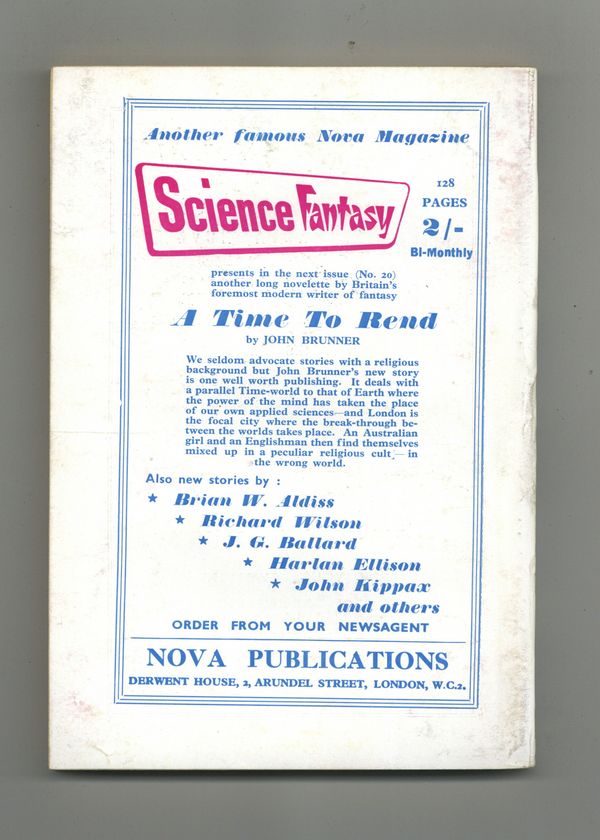 Another famous Nova Magazine
Science Fantasy
128
PAGES
2/-
Bi-Monthly
presents in the next issue (No. 20)
another long novelette by Britain's
foremost modern writer of fantasy
A Time To Rend
by JOHN BRUNNER
We seldom advocate stories with a religious
background but John Brunner's new story
is one well worth publishing. It deals with
a parallel Time-world to that of Earth where
the power of the mind has taken the place
of our own applied sciences—and London is
the focal city where the break-through be-
tween the worlds takes place. An Australian
girl and an Englishman then find themselves
mixed up in a peculiar religious cult — in
the wrong world.
Also new stories by :
★ Brian W. Aldiss
★ Richard Wilson
★ J. G. Ballard
★ Harlan Ellison
★ John Kippax
and others
ORDER FROM YOUR NEWSAGENT
NOVA PUBLICATIONS
DERWENT HOUSE, 2, ARUNDEL STREET, LONDON, W.C.2.